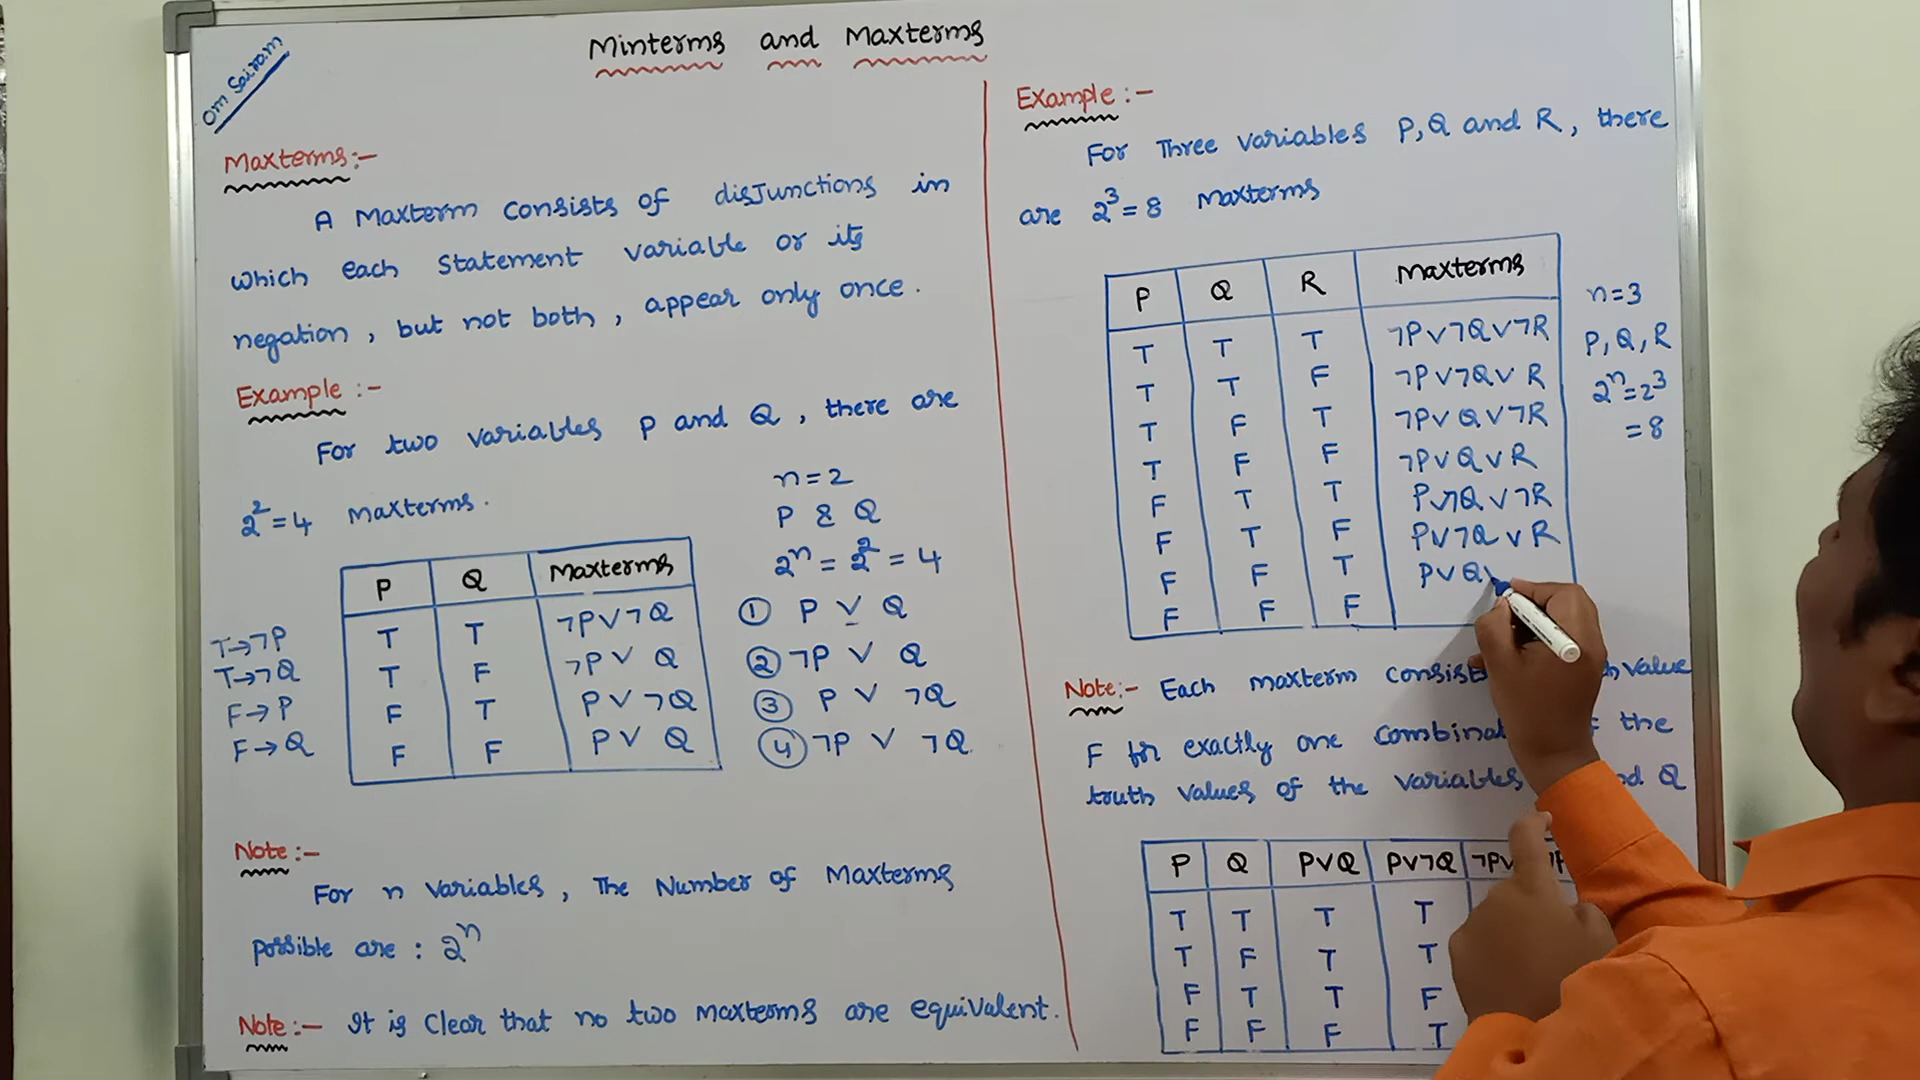 Om Sairam
Minterms and Maxterms
Maxterms:-
A Maxterm consists of disjunctions in
which each statement variable or its
negation, but not both, appear only once.
Example:-
For two variables P and Q, there are
2² = 4 maxterms.
n=2
P & Q
2ⁿ = 2² = 4
① P ∨ Q
② ¬P ∨ Q
③ P ∨ ¬Q
④ ¬P ∨ ¬Q
T→¬P
T→¬Q
F→P
F→Q
P Q Maxterms
T T ¬P∨¬Q
T F ¬P∨ Q
F T P∨¬Q
F F P∨ Q
Note:-
For n variables, The Number of Maxterms
possible are : 2ⁿ
Note:- It is clear that no two maxterms are equivalent.
Example:-
For Three variables P,Q and R, there
are 2³=8 Maxterms
P Q R Maxterms
T T T ¬P∨¬Q∨¬R
T T F ¬P∨¬Q∨ R
T F T ¬P∨ Q∨¬R
T F F ¬P∨Q∨R
F T T P∨¬Q∨¬R
F T F P∨¬Q∨R
F F T P∨Q∨
F F F
n=3
P, Q, R
2ⁿ=2³
=8
Note:- Each maxterm value
F for exactly one the
truth values of the variables Q
P Q P∨Q P∨¬Q
T T T T
T F T T
F T T F
F F F T